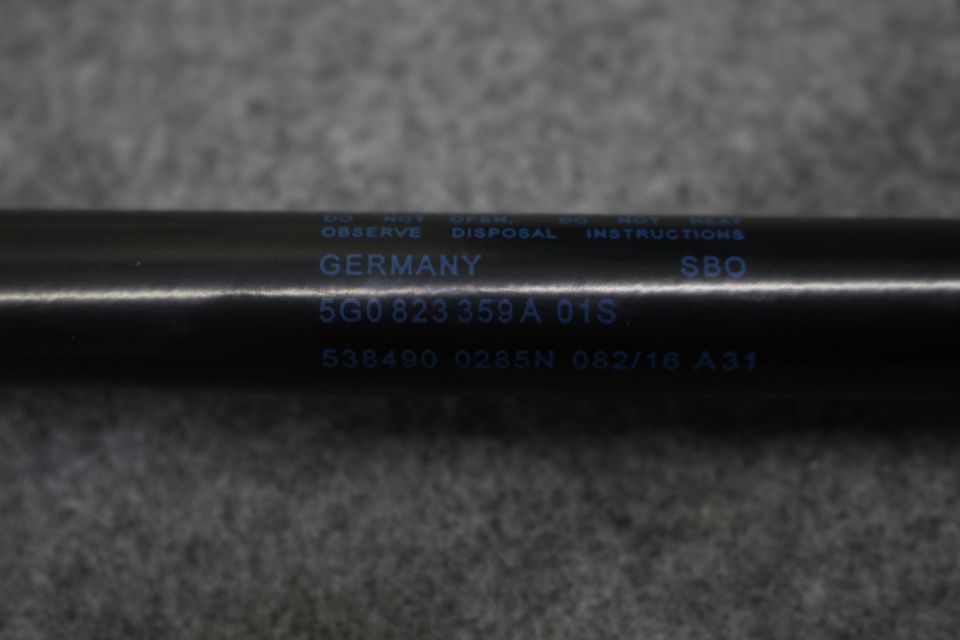 DO NOT OPEN. DO NOT HEAT
OBSERVE DISPOSAL INSTRUCTIONS
GERMANY SBO
5G0 823 359 A 01S
538490 0285N 082/16 A31